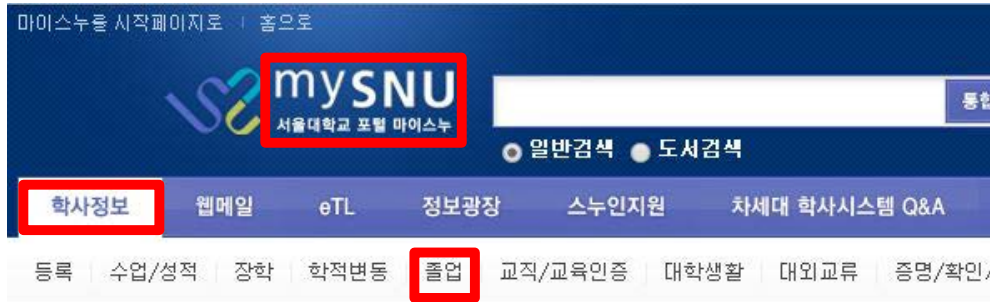 마이스누를 시작페이지로 | 홈으로
mySNU
서울대학교 포털 마이스누
통합
일반검색 도서검색
학사정보 웹메일 eTL 정보광장 스누인지원 차세대 학사시스템 Q&A
등록 수업/성적 장학 학적변동 졸업 교직/교육인증 대학생활 대외교류 증명/확인/